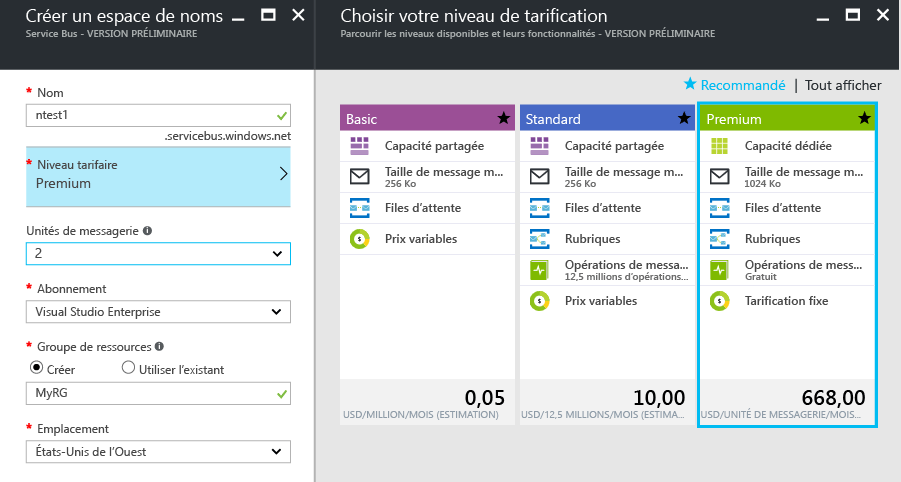 Créer un espace de noms
Service Bus - VERSION PRÉLIMINAIRE
* Nom
ntest1
.servicebus.windows.net
* Niveau tarifaire
Premium
Unités de messagerie
2
* Abonnement
Visual Studio Enterprise
* Groupe de ressources
Créer
Utiliser l'existant
MyRG
* Emplacement
États-Unis de l'Ouest
Choisir votre niveau de tarification
Parcourir les niveaux disponibles et leurs fonctionnalités - VERSION PRÉLIMINAIRE
Recommandé | Tout afficher
Basic
Capacité partagée
Taille de message m...
256 Ko
Files d'attente
Prix variables
0,05
USD/MILLION/MOIS (ESTIMATION)
Standard
Capacité partagée
Taille de message m...
256 Ko
Files d'attente
Rubriques
Opérations de messa...
12,5 millions d'opérations...
Prix variables
10,00
USD/12,5 MILLIONS/MOIS (ESTIMA...
Premium
Capacité dédiée
Taille de message m...
1024 Ko
Files d'attente
Rubriques
Opérations de mess...
Gratuit
Tarification fixe
668,00
USD/UNITÉ DE MESSAGERIE/MOIS...